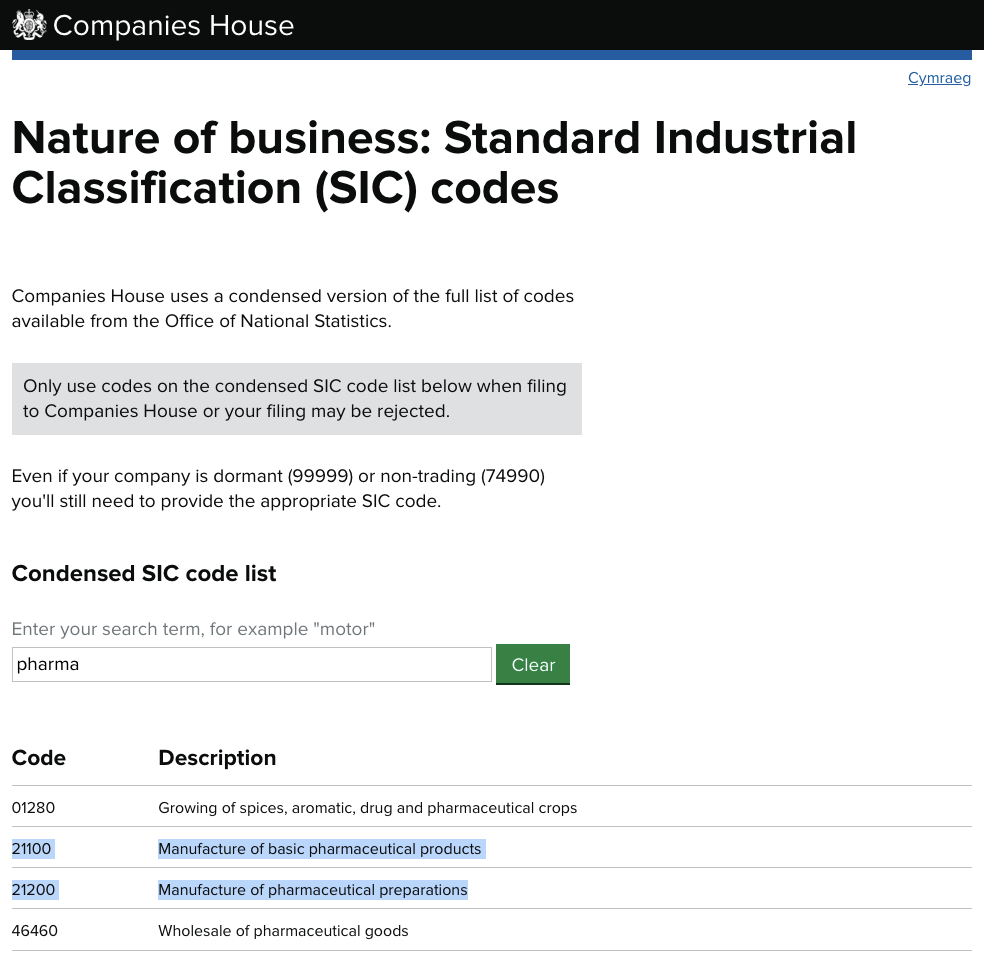 Companies House
Cymraeg
Nature of business: Standard Industrial
Classification (SIC) codes
Companies House uses a condensed version of the full list of codes
available from the Office of National Statistics.
Only use codes on the condensed SIC code list below when filing
to Companies House or your filing may be rejected.
Even if your company is dormant (99999) or non-trading (74990)
you'll still need to provide the appropriate SIC code.
Condensed SIC code list
Enter your search term, for example "motor"
pharma Clear
Code Description
01280 Growing of spices, aromatic, drug and pharmaceutical crops
21100 Manufacture of basic pharmaceutical products
21200 Manufacture of pharmaceutical preparations
46460 Wholesale of pharmaceutical goods